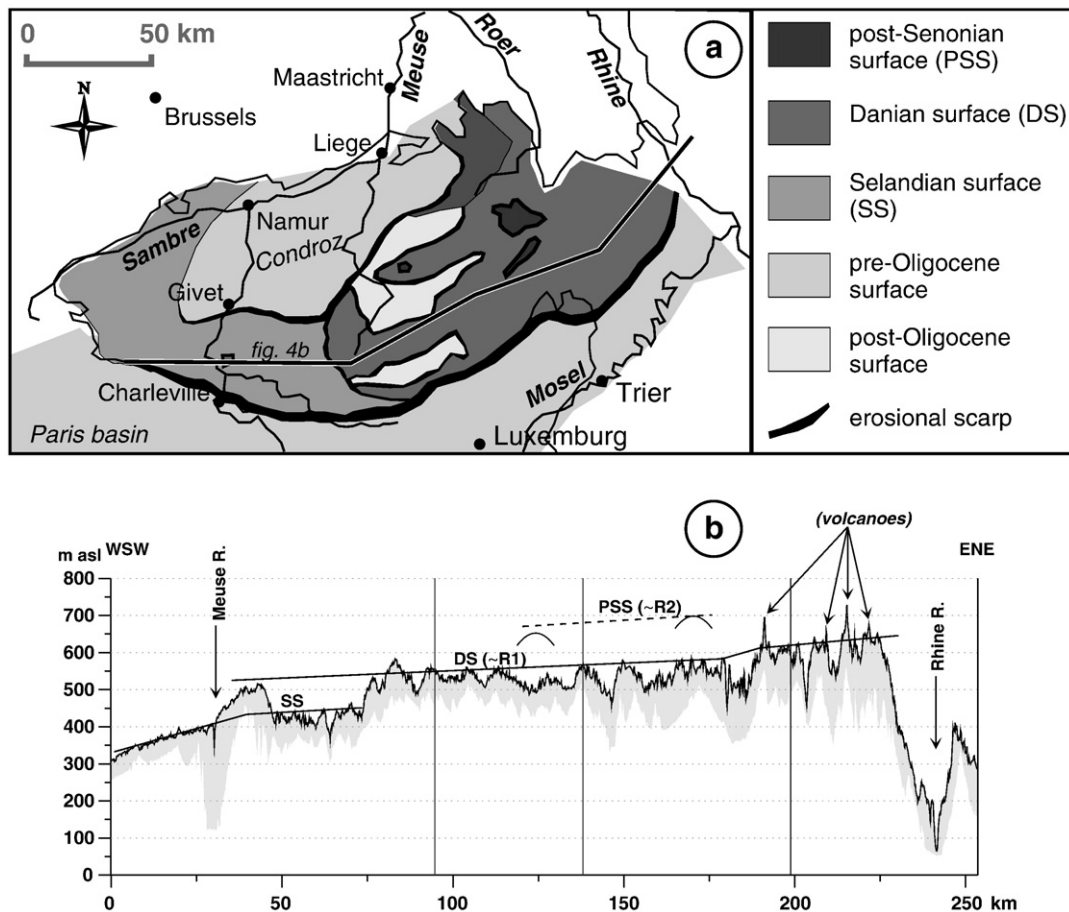 0 50 km
N
a
Brussels
Maastricht
Meuse
Roer
Rhine
Liege
Namur
Sambre
Condroz
Givet
fig. 4b
Charleville
Mosel
Trier
Paris basin
Luxemburg
post-Senonian
surface (PSS)
Danian surface (DS)
Selandian surface
(SS)
pre-Oligocene
surface
post-Oligocene
surface
erosional scarp
b
(volcanoes)
m asl WSW
ENE
Meuse R.
PSS (~R2)
DS (~R1)
SS
Rhine R.
800
700
600
500
400
300
200
100
0
0 50 100 150 200 250 km